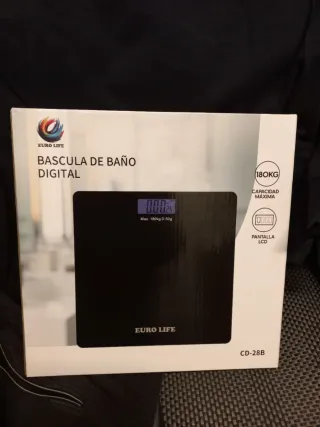 EURO LIFE
BASCULA DE BAÑO
DIGITAL
180KG
CAPACIDAD
MÁXIMA
PANTALLA
LCD
EURO LIFE
CD-28B